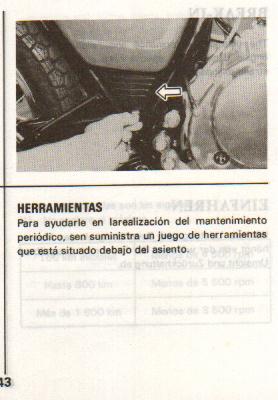 HERRAMIENTAS
Para ayudarle en larealización del mantenimiento
periódico, sen suministra un juego de herramientas
que está situado debajo del asiento.
43